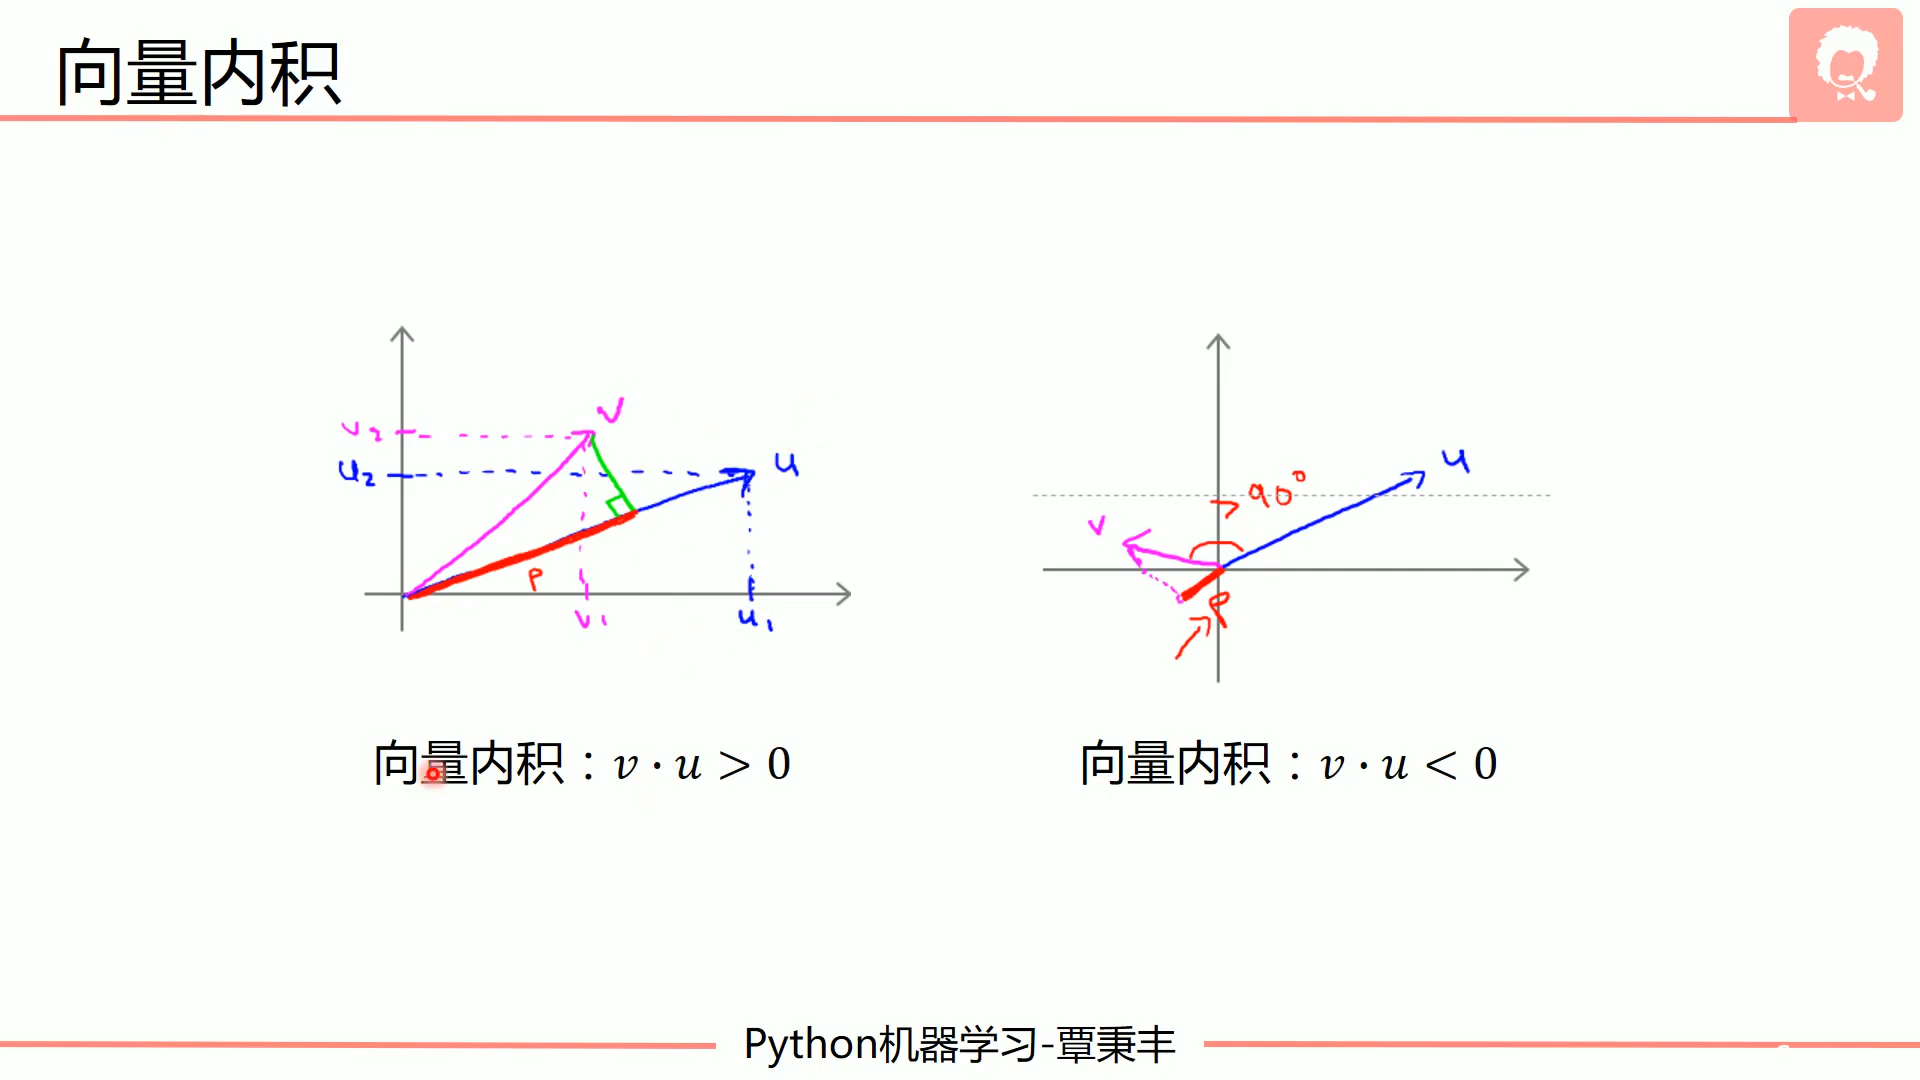 向量内积
v
v₂
u₂
u
p
v₁
u₁
u
>90°
v
p
向量内积：v · u > 0
向量内积：v · u < 0
Python机器学习-覃秉丰